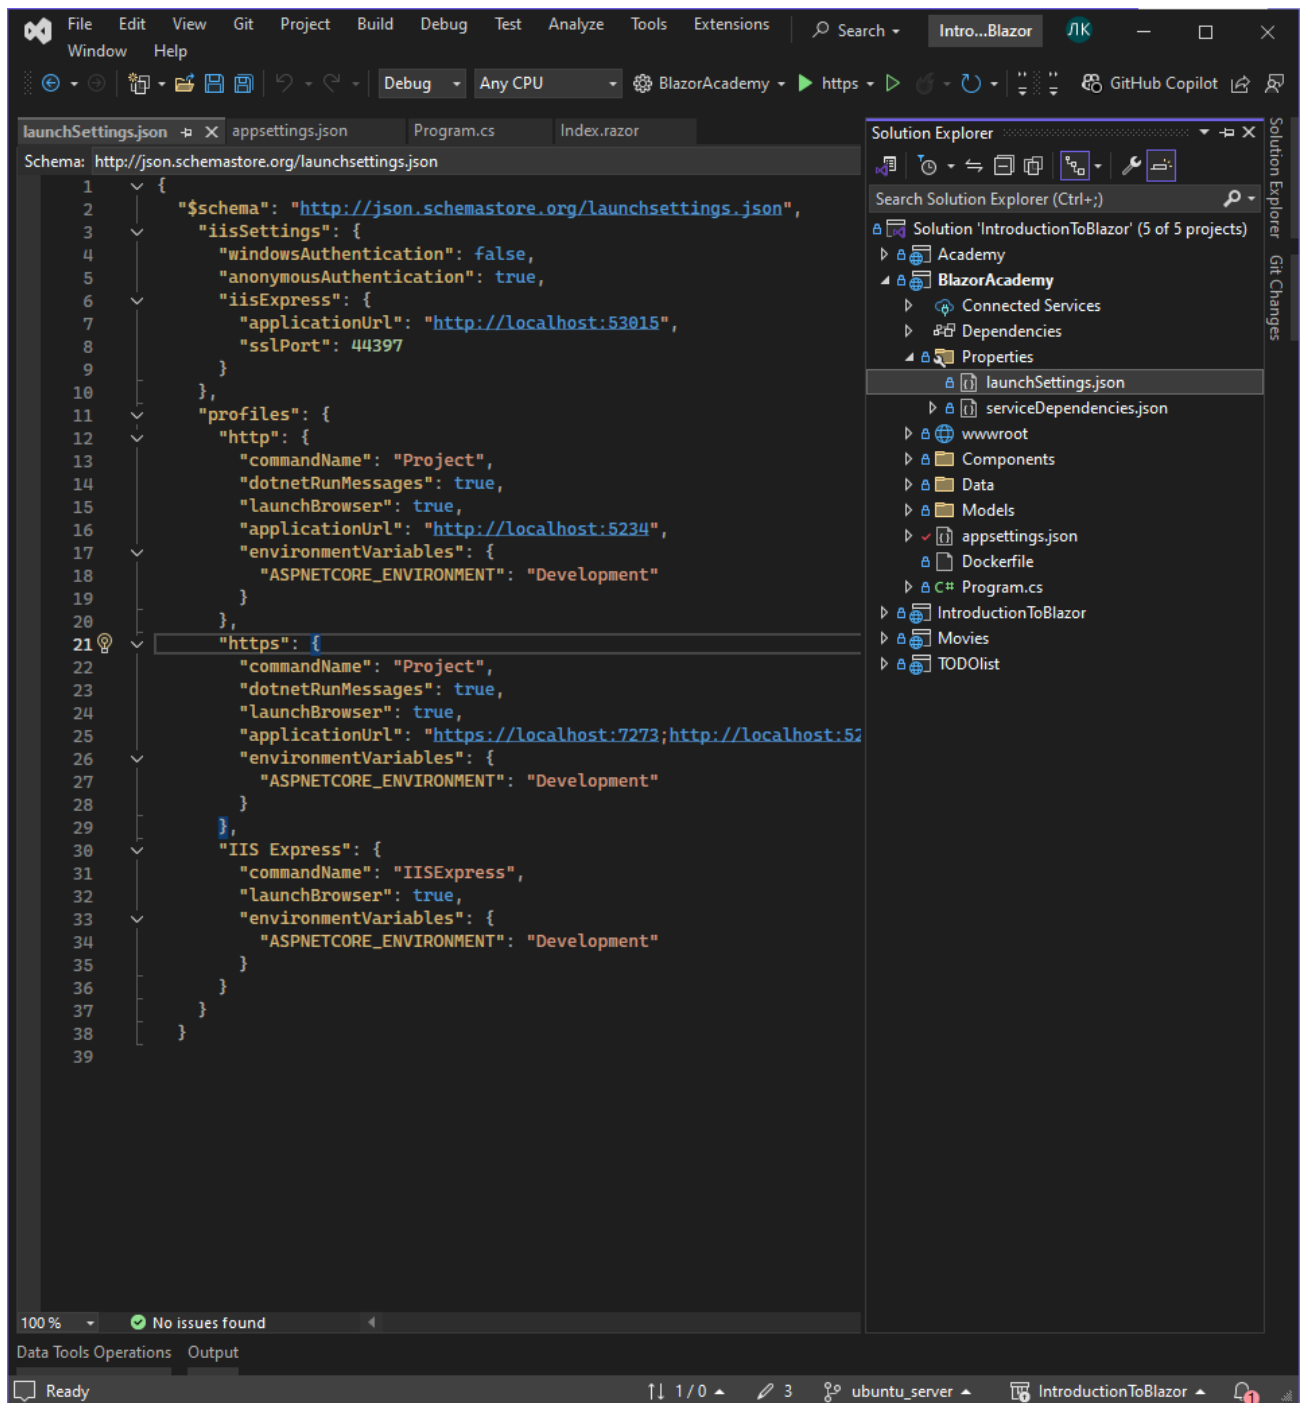 File Edit View Git Project Build Debug Test Analyze Tools Extensions Search Intro...Blazor ЛК
Window Help
Debug Any CPU BlazorAcademy https GitHub Copilot
launchSettings.json appsettings.json Program.cs Index.razor
Schema: http://json.schemastore.org/launchsettings.json
1 {
2 "$schema": "http://json.schemastore.org/launchsettings.json",
3 "iisSettings": {
4 "windowsAuthentication": false,
5 "anonymousAuthentication": true,
6 "iisExpress": {
7 "applicationUrl": "http://localhost:53015",
8 "sslPort": 44397
9 }
10 },
11 "profiles": {
12 "http": {
13 "commandName": "Project",
14 "dotnetRunMessages": true,
15 "launchBrowser": true,
16 "applicationUrl": "http://localhost:5234",
17 "environmentVariables": {
18 "ASPNETCORE_ENVIRONMENT": "Development"
19 }
20 },
21 "https": {
22 "commandName": "Project",
23 "dotnetRunMessages": true,
24 "launchBrowser": true,
25 "applicationUrl": "https://localhost:7273;http://localhost:52
26 "environmentVariables": {
27 "ASPNETCORE_ENVIRONMENT": "Development"
28 }
29 },
30 "IIS Express": {
31 "commandName": "IISExpress",
32 "launchBrowser": true,
33 "environmentVariables": {
34 "ASPNETCORE_ENVIRONMENT": "Development"
35 }
36 }
37 }
38 }
39
100 % No issues found
Solution Explorer
Search Solution Explorer (Ctrl+;)
Solution 'IntroductionToBlazor' (5 of 5 projects)
Academy
BlazorAcademy
Connected Services
Dependencies
Properties
launchSettings.json
serviceDependencies.json
wwwroot
Components
Data
Models
appsettings.json
Dockerfile
C# Program.cs
IntroductionToBlazor
Movies
TODOlist
Solution Explorer
Git Changes
Data Tools Operations Output
Ready 1 / 0 3 ubuntu_server IntroductionToBlazor 1